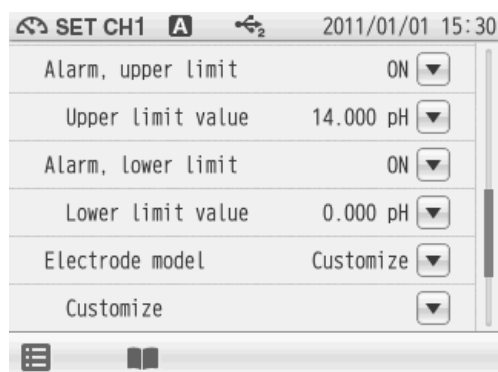 SET CH1 A 2 2011/01/01 15:30
Alarm, upper limit ON
Upper limit value 14.000 pH
Alarm, lower limit ON
Lower limit value 0.000 pH
Electrode model Customize
Customize